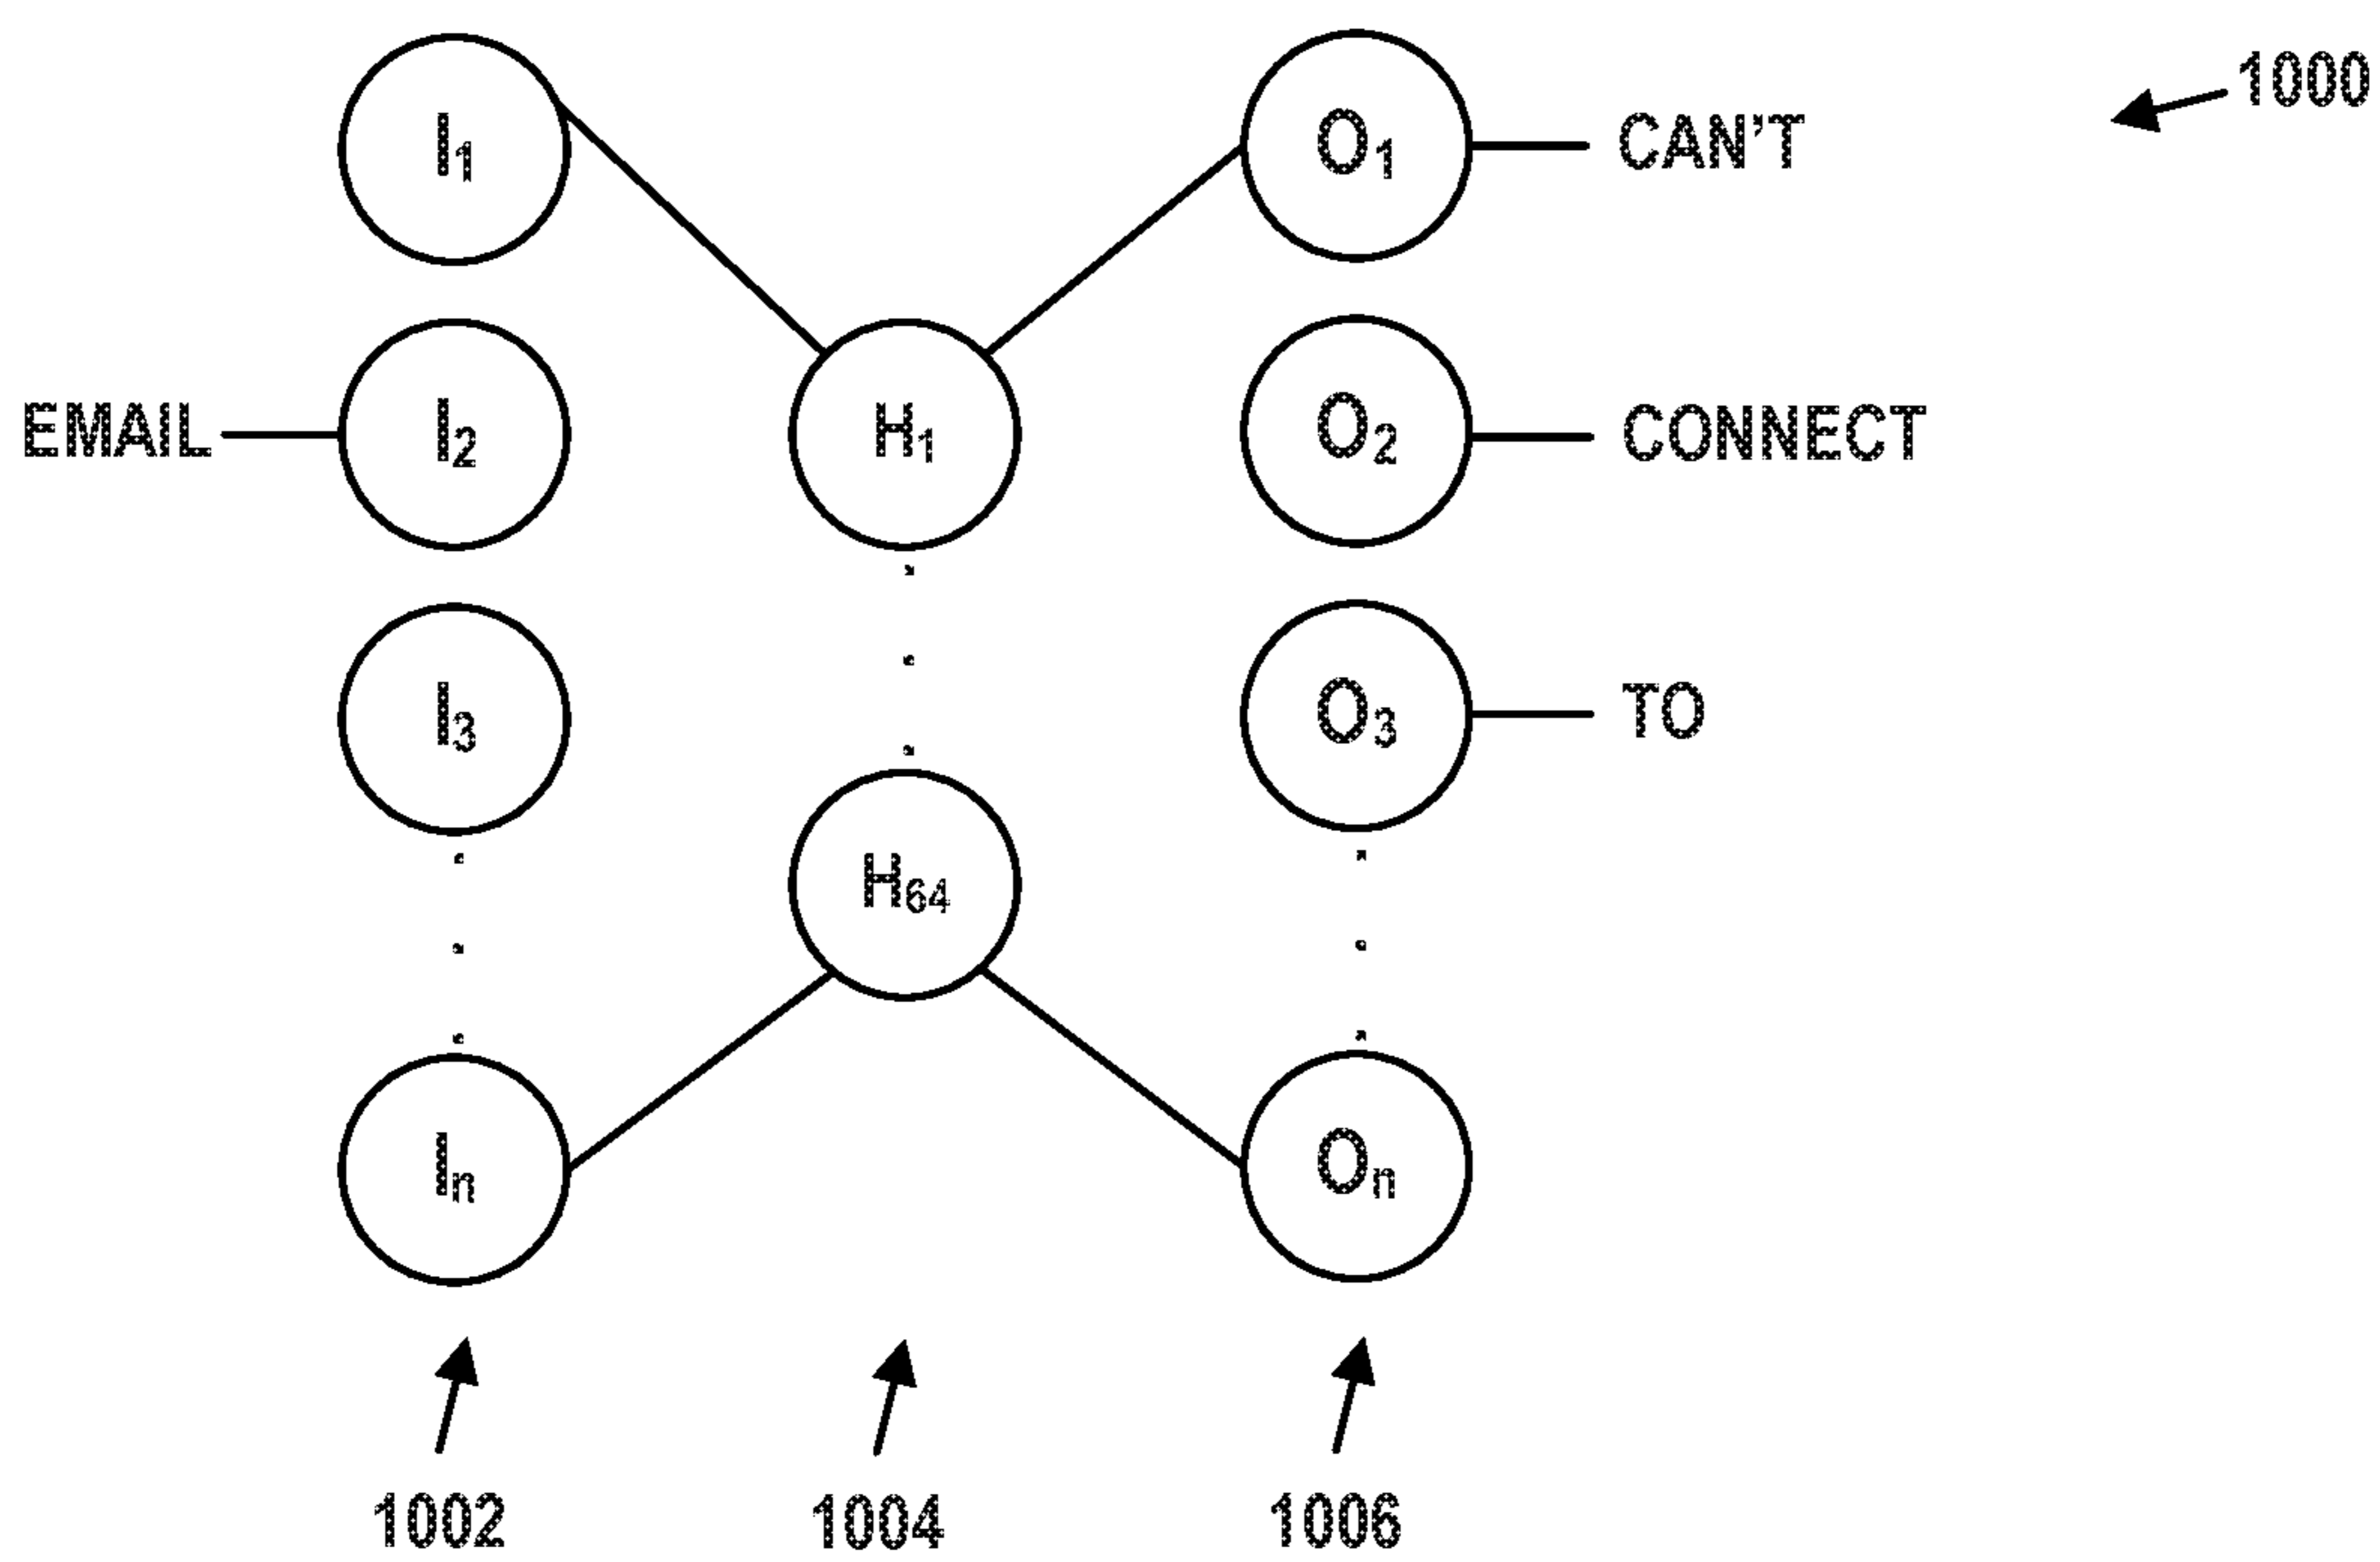 1000
I1 O1 CAN'T
EMAIL I2 H1 O2 CONNECT
I3 O3 TO
H64
In On
1002 1004 1006